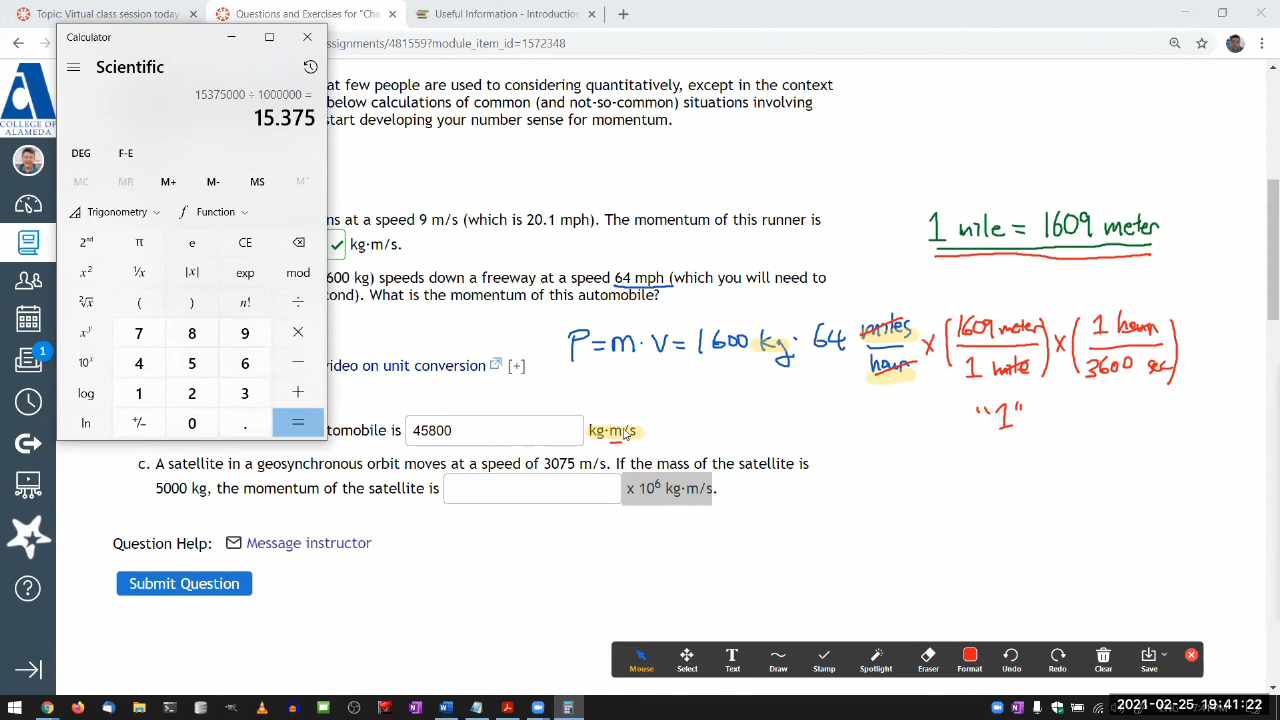 Topic: Virtual class session today
Questions and Exercises for "Cha
Useful Information - Introduction
ssignments/481559?module_item_id=1572348
Calculator
Scientific
15375000 ÷ 1000000 =
15.375
DEG
F-E
MC MR M+ M- MS
Trigonometry
Function
2nd π e CE
x² ¹/x |x| exp mod
²√x ( ) n! ÷
xʸ 7 8 9 ×
10ˣ 4 5 6 −
log 1 2 3 +
ln +/− 0 . =
COLLEGE OF
ALAMEDA
1
at few people are used to considering quantitatively, except in the context
below calculations of common (and not-so-common) situations involving
start developing your number sense for momentum.
ns at a speed 9 m/s (which is 20.1 mph). The momentum of this runner is
kg·m/s.
600 kg) speeds down a freeway at a speed 64 mph (which you will need to
cond). What is the momentum of this automobile?
video on unit conversion [+]
tomobile is 45800 kg·m/s
c. A satellite in a geosynchronous orbit moves at a speed of 3075 m/s. If the mass of the satellite is
5000 kg, the momentum of the satellite is x 10⁶ kg·m/s.
1 mile = 1609 meter
P = m · v = 1600 kg · 64 miles/hour × (1609 meter / 1 mile) × (1 hour / 3600 sec)
"1"
Question Help: Message instructor
Submit Question
Mouse Select Text Draw Stamp Spotlight Eraser Format Undo Redo Clear Save
2021-02-25 19:41:22